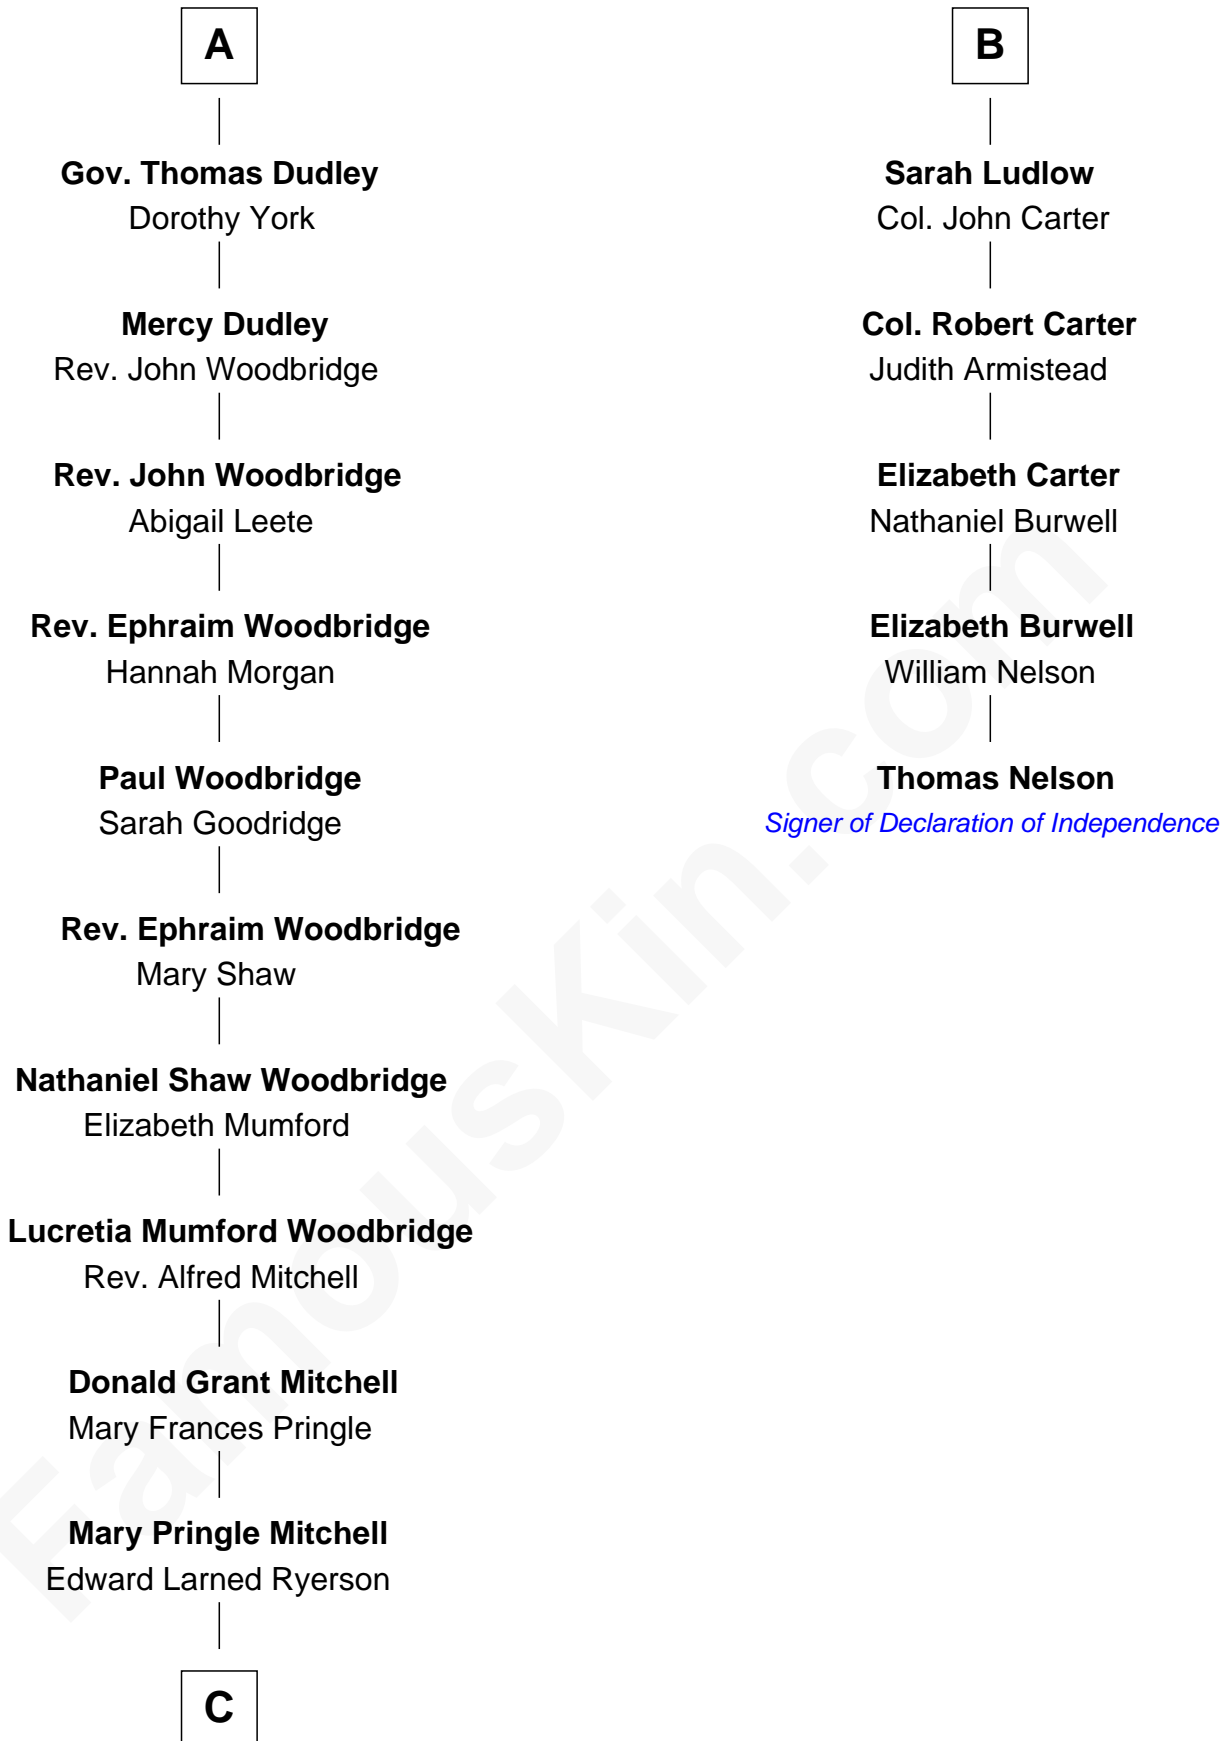 A
Gov. Thomas Dudley
Dorothy York
Mercy Dudley
Rev. John Woodbridge
Rev. John Woodbridge
Abigail Leete
Rev. Ephraim Woodbridge
Hannah Morgan
Paul Woodbridge
Sarah Goodridge
Rev. Ephraim Woodbridge
Mary Shaw
Nathaniel Shaw Woodbridge
Elizabeth Mumford
Lucretia Mumford Woodbridge
Rev. Alfred Mitchell
Donald Grant Mitchell
Mary Frances Pringle
Mary Pringle Mitchell
Edward Larned Ryerson
C
B
Sarah Ludlow
Col. John Carter
Col. Robert Carter
Judith Armistead
Elizabeth Carter
Nathaniel Burwell
Elizabeth Burwell
William Nelson
Thomas Nelson
Signer of Declaration of Independence
FamousKin.com